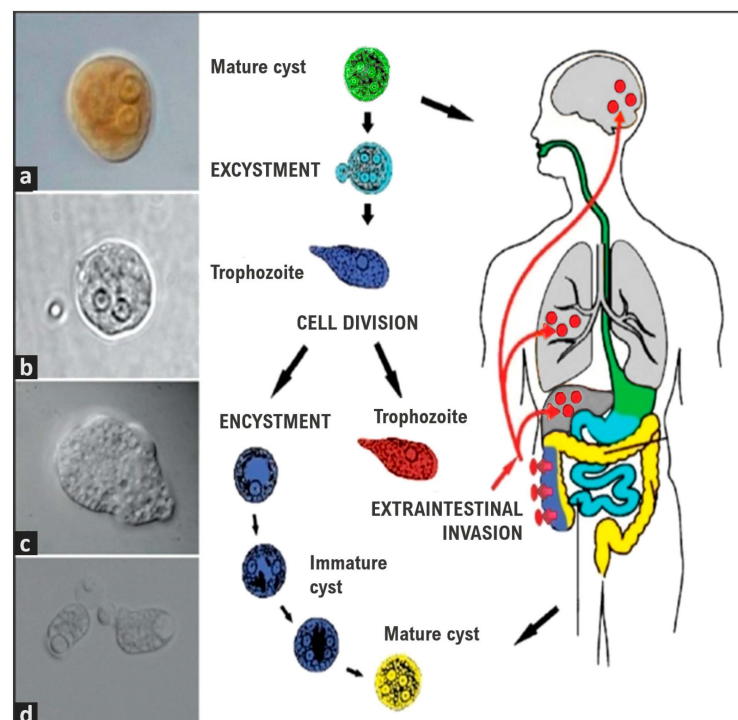 a
b
c
d
Mature cyst
EXCYSTMENT
Trophozoite
CELL DIVISION
ENCYSTMENT
Trophozoite
Immature
cyst
Mature cyst
EXTRAINTESTINAL
INVASION